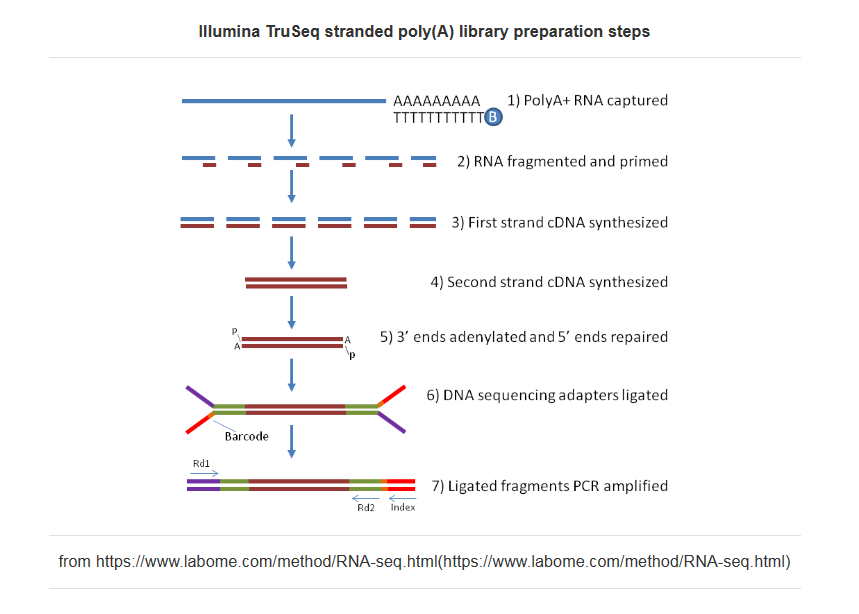 Illumina TruSeq stranded poly(A) library preparation steps
AAAAAAAAA
1) PolyA+ RNA captured
TTTTTTTTTTT
B
2) RNA fragmented and primed
3) First strand cDNA synthesized
4) Second strand cDNA synthesized
P
A
A
p
5) 3′ ends adenylated and 5′ ends repaired
6) DNA sequencing adapters ligated
Barcode
Rd1
7) Ligated fragments PCR amplified
Rd2
Index
from https://www.labome.com/method/RNA-seq.html(https://www.labome.com/method/RNA-seq.html)